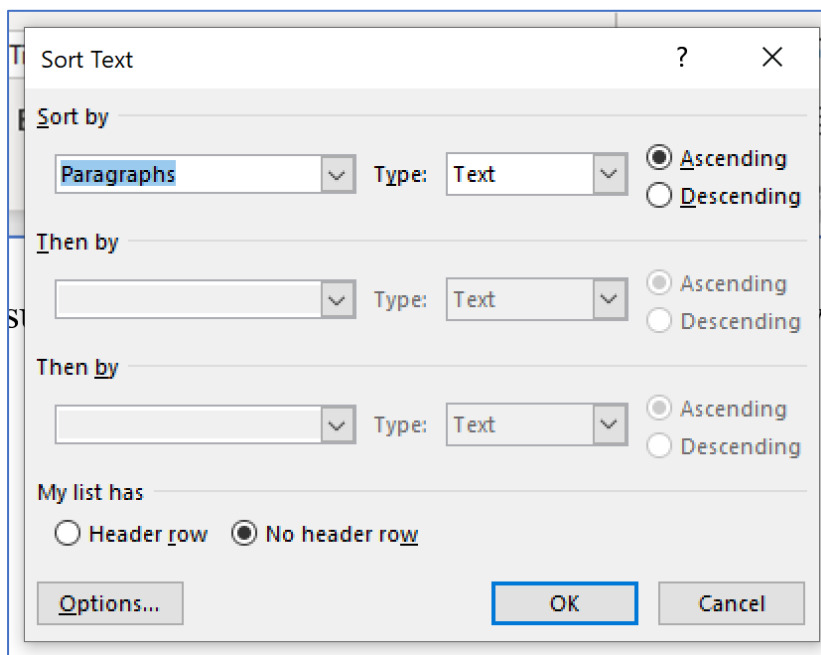 Sort Text ?
Sort by
Paragraphs Type: Text Ascending
Descending
Then by
Type: Text Ascending
Descending
Then by
Type: Text Ascending
Descending
My list has
Header row No header row
Options... OK Cancel